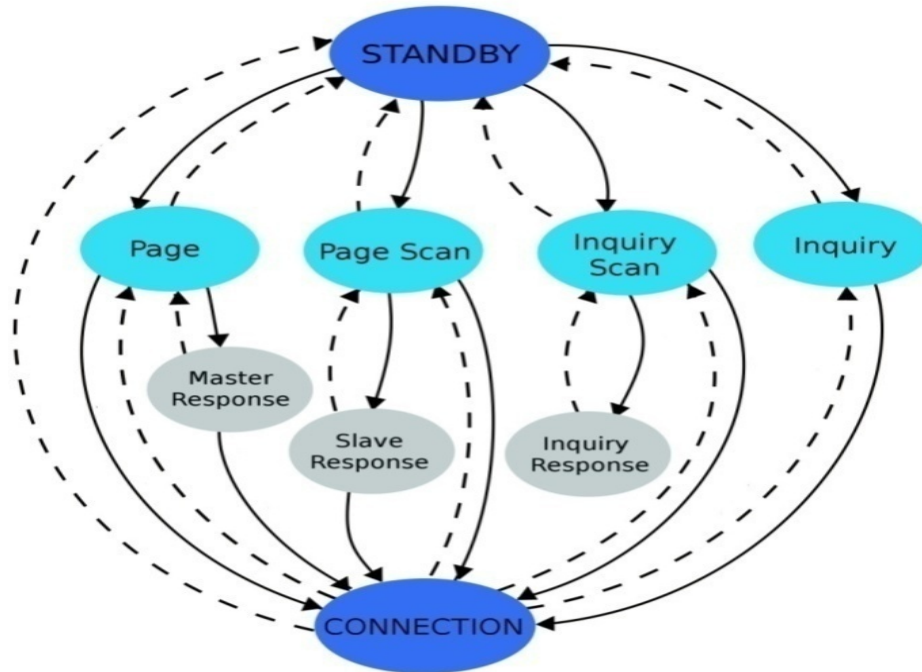 STANDBY
Page
Page Scan
Inquiry
Scan
Inquiry
Master
Response
Slave
Response
Inquiry
Response
CONNECTION